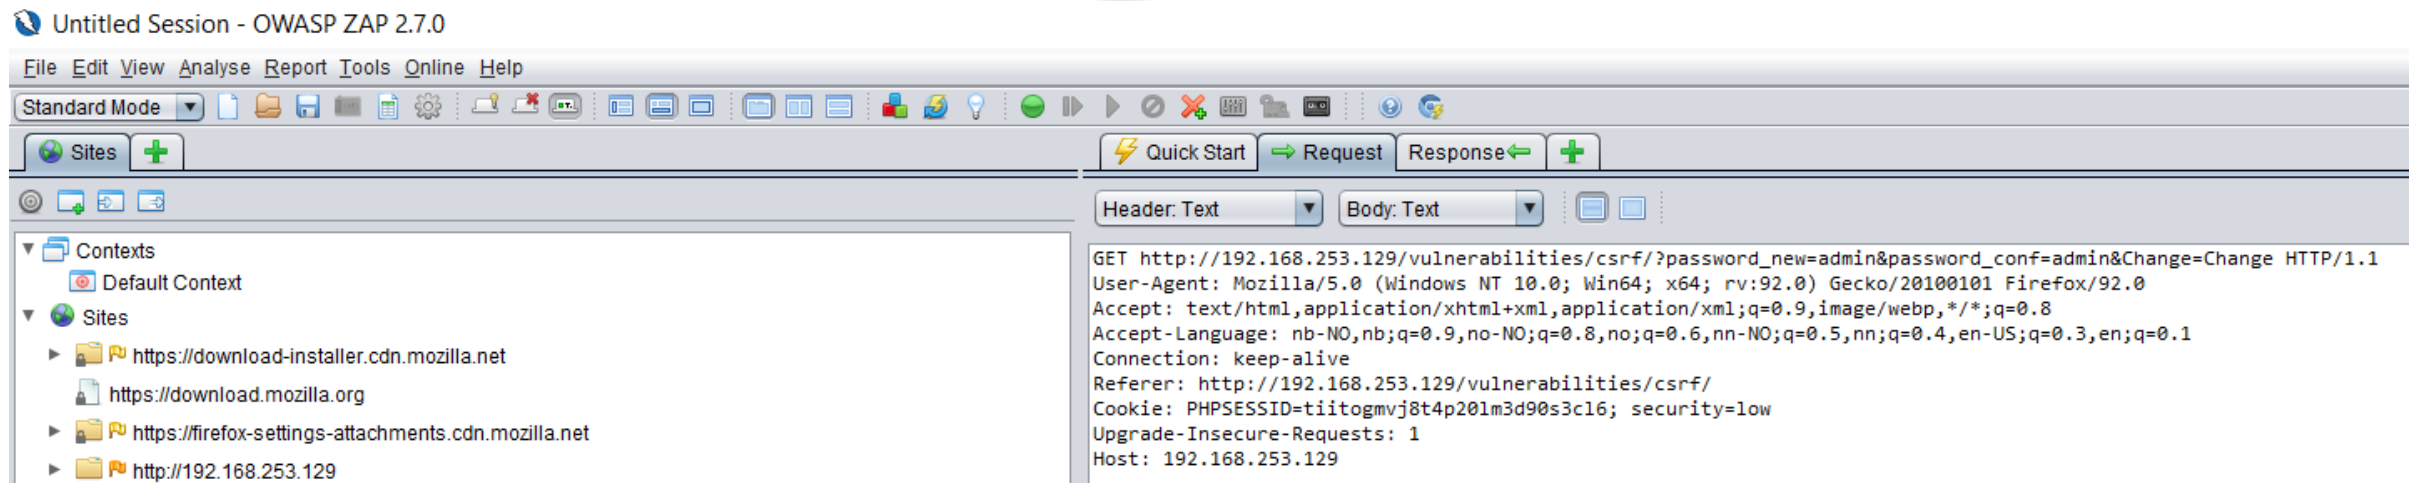 Untitled Session - OWASP ZAP 2.7.0
File Edit View Analyse Report Tools Online Help
Standard Mode
Sites
Quick Start Request Response
Header: Text Body: Text
Contexts
Default Context
Sites
https://download-installer.cdn.mozilla.net
https://download.mozilla.org
https://firefox-settings-attachments.cdn.mozilla.net
http://192.168.253.129
GET http://192.168.253.129/vulnerabilities/csrf/?password_new=admin&password_conf=admin&Change=Change HTTP/1.1
User-Agent: Mozilla/5.0 (Windows NT 10.0; Win64; x64; rv:92.0) Gecko/20100101 Firefox/92.0
Accept: text/html,application/xhtml+xml,application/xml;q=0.9,image/webp,*/*;q=0.8
Accept-Language: nb-NO,nb;q=0.9,no-NO;q=0.8,no;q=0.6,nn-NO;q=0.5,nn;q=0.4,en-US;q=0.3,en;q=0.1
Connection: keep-alive
Referer: http://192.168.253.129/vulnerabilities/csrf/
Cookie: PHPSESSID=tiitogmvj8t4p20lm3d90s3cl6; security=low
Upgrade-Insecure-Requests: 1
Host: 192.168.253.129